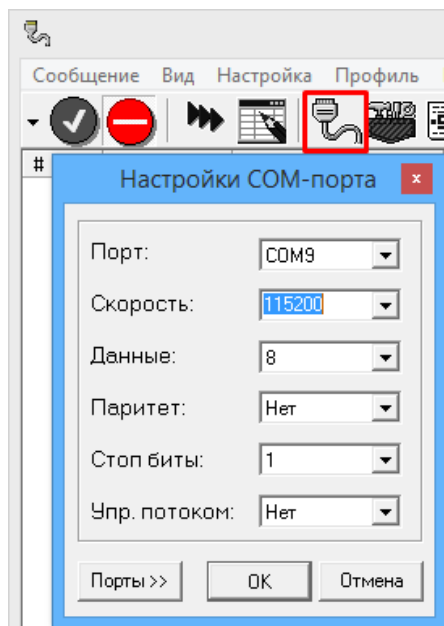 Сообщение Вид Настройка Профиль
#
Настройки COM-порта x
Порт: COM9
Скорость: 115200
Данные: 8
Паритет: Нет
Стоп биты: 1
Упр. потоком: Нет
Порты >> OK Отмена